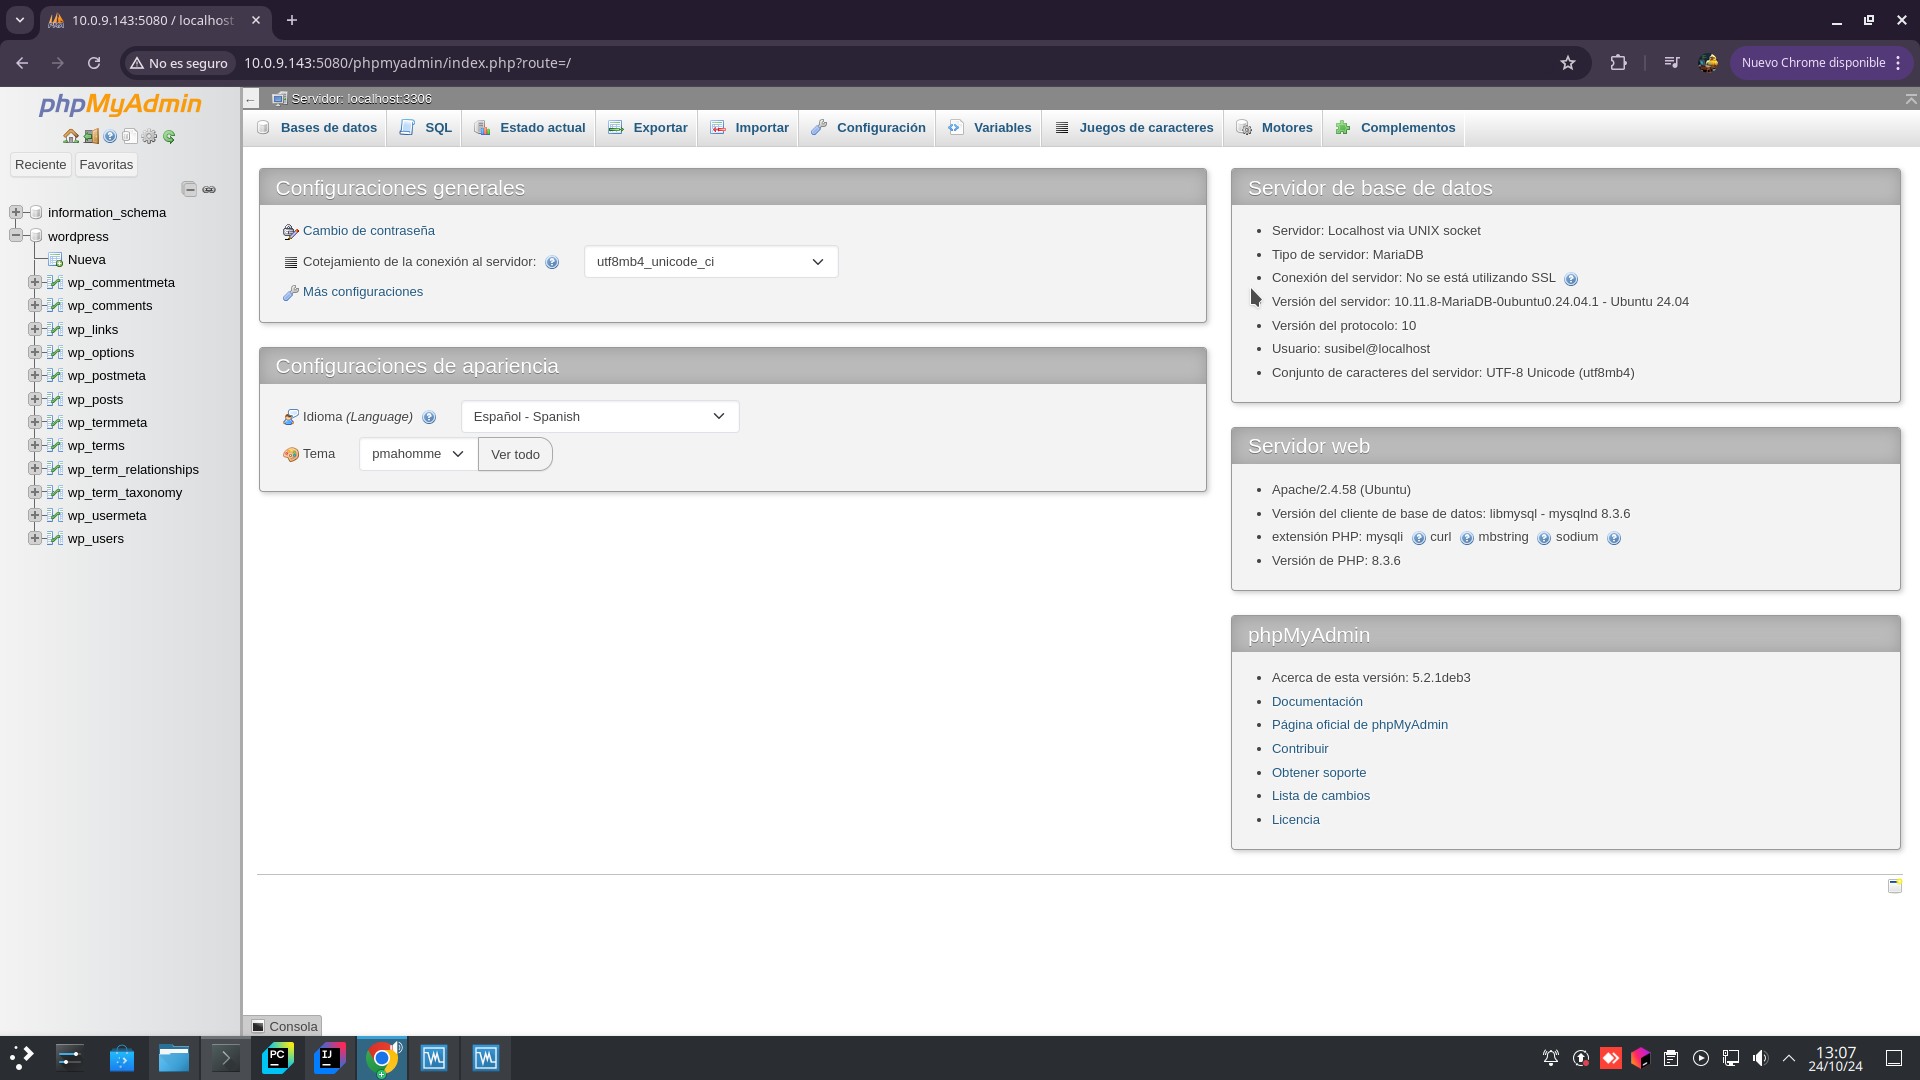 10.0.9.143:5080 / localhost
No es seguro
10.0.9.143:5080/phpmyadmin/index.php?route=/
Nuevo Chrome disponible
phpMyAdmin
Reciente
Favoritas
information_schema
wordpress
Nueva
wp_commentmeta
wp_comments
wp_links
wp_options
wp_postmeta
wp_posts
wp_termmeta
wp_terms
wp_term_relationships
wp_term_taxonomy
wp_usermeta
wp_users
Servidor: localhost:3306
Bases de datos
SQL
Estado actual
Exportar
Importar
Configuración
Variables
Juegos de caracteres
Motores
Complementos
Configuraciones generales
Cambio de contraseña
Cotejamiento de la conexión al servidor:
utf8mb4_unicode_ci
Más configuraciones
Configuraciones de apariencia
Idioma (Language)
Español - Spanish
Tema
pmahomme
Ver todo
Servidor de base de datos
Servidor: Localhost via UNIX socket
Tipo de servidor: MariaDB
Conexión del servidor: No se está utilizando SSL
Versión del servidor: 10.11.8-MariaDB-0ubuntu0.24.04.1 - Ubuntu 24.04
Versión del protocolo: 10
Usuario: susibel@localhost
Conjunto de caracteres del servidor: UTF-8 Unicode (utf8mb4)
Servidor web
Apache/2.4.58 (Ubuntu)
Versión del cliente de base de datos: libmysql - mysqlnd 8.3.6
extensión PHP: mysqli curl mbstring sodium
Versión de PHP: 8.3.6
phpMyAdmin
Acerca de esta versión: 5.2.1deb3
Documentación
Página oficial de phpMyAdmin
Contribuir
Obtener soporte
Lista de cambios
Licencia
Consola
PC
IJ
13:07
24/10/24